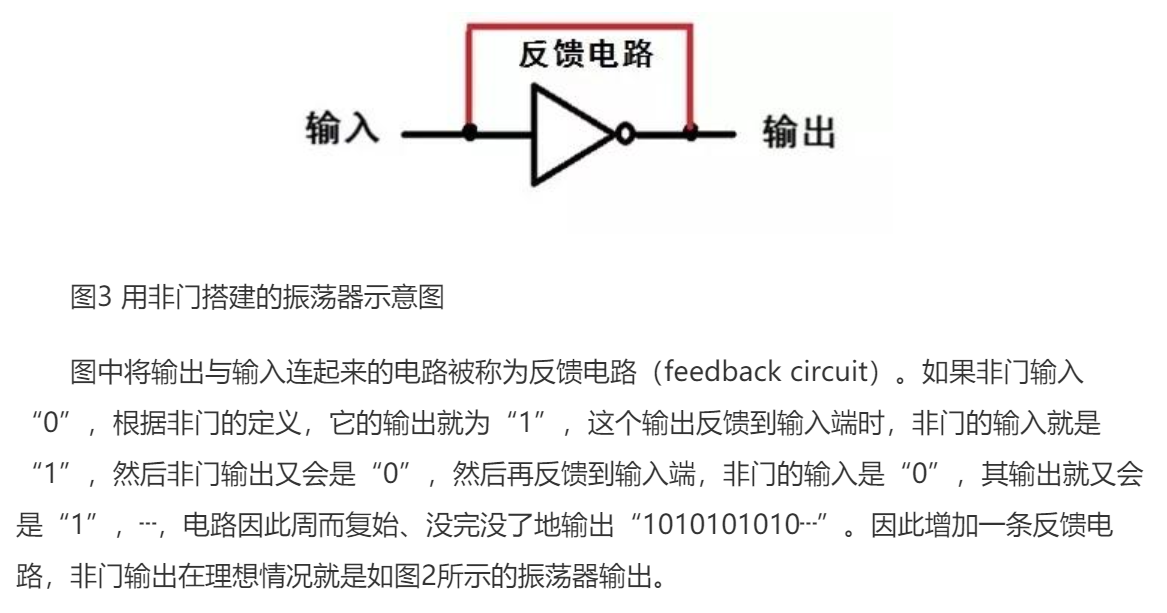 反馈电路
输入
输出
图3 用非门搭建的振荡器示意图
图中将输出与输入连起来的电路被称为反馈电路（feedback circuit）。如果非门输入
“0”，根据非门的定义，它的输出就为“1”，这个输出反馈到输入端时，非门的输入就是
“1”，然后非门输出又会是“0”，然后再反馈到输入端，非门的输入是“0”，其输出就又会
是“1”，┄，电路因此周而复始、没完没了地输出“1010101010┄”。因此增加一条反馈电
路，非门输出在理想情况就是如图2所示的振荡器输出。